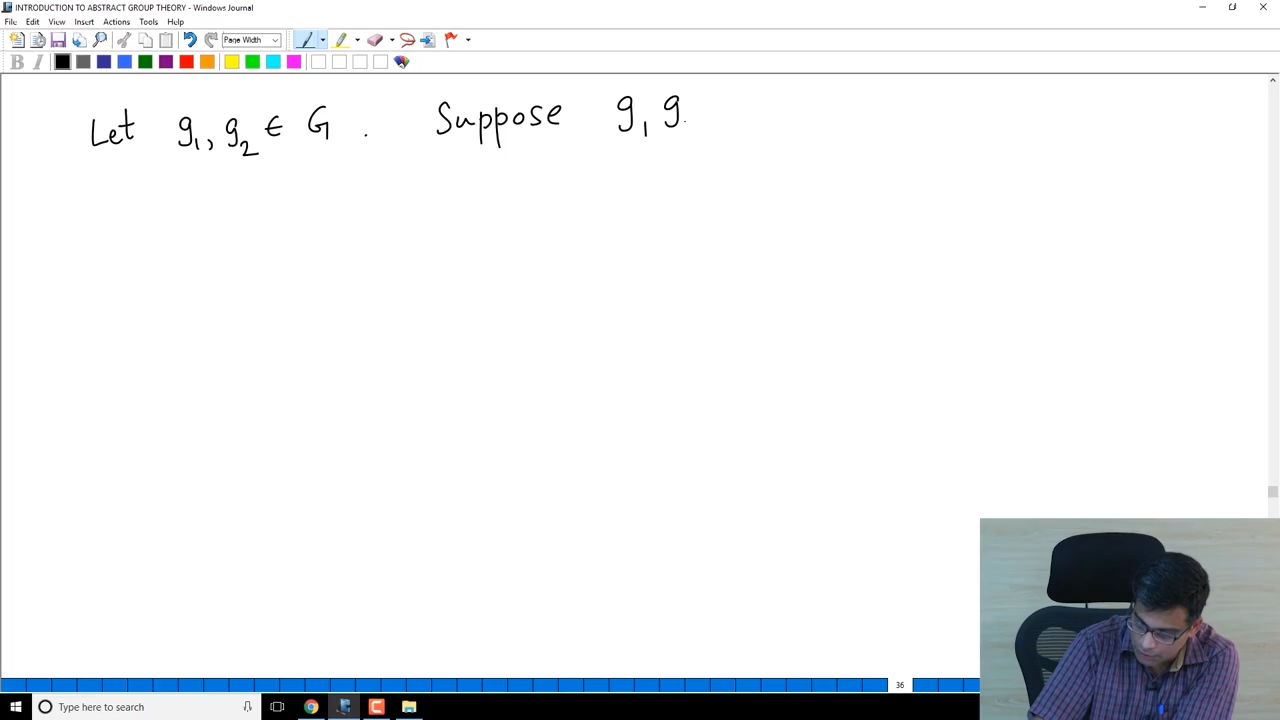 INTRODUCTION TO ABSTRACT GROUP THEORY - Windows Journal
File Edit View Insert Actions Tools Help
Page Width
B I
Let g₁, g₂ ∈ G . Suppose g₁ g
36
Type here to search